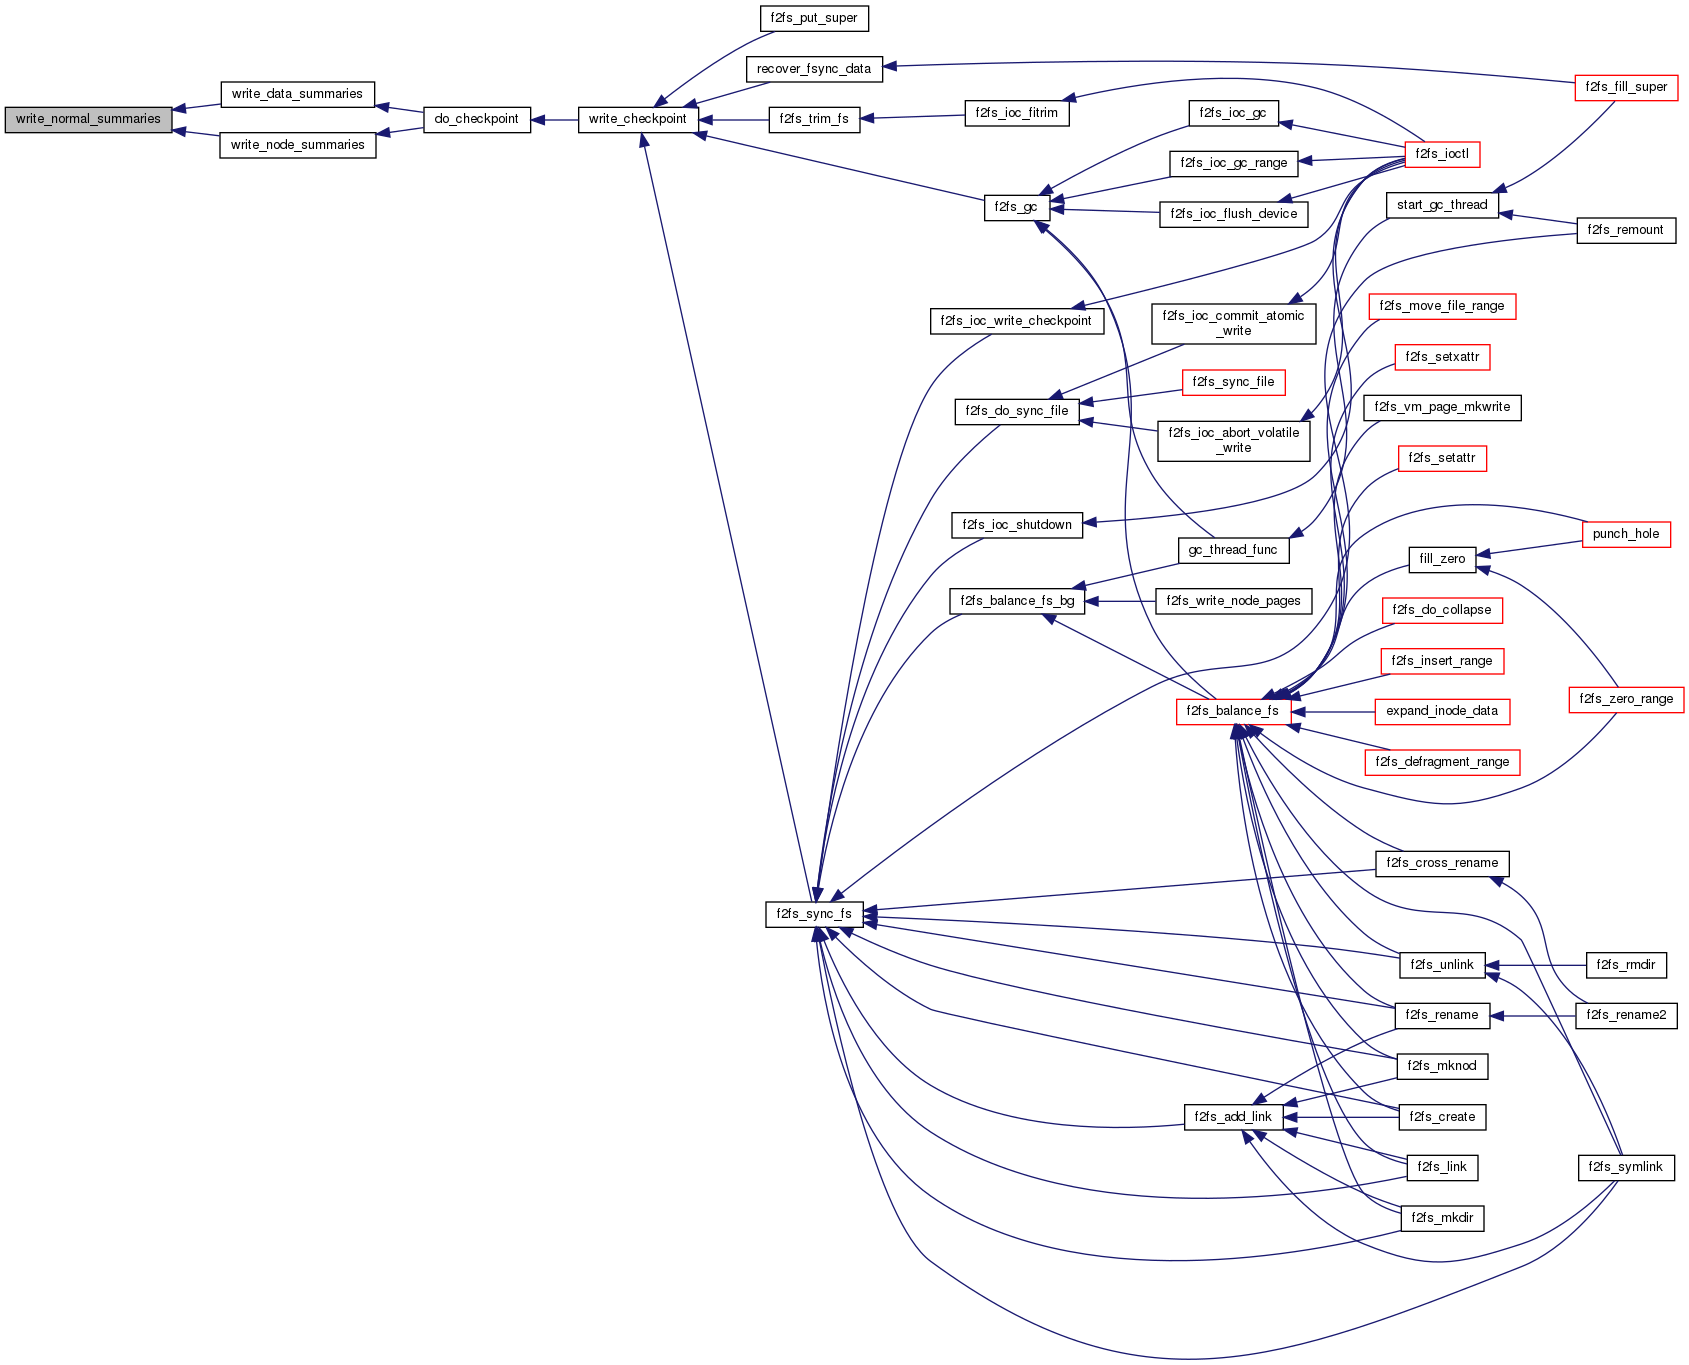 f2fs_put_super
recover_fsync_data
f2fs_fill_super
write_data_summaries
write_normal_summaries
do_checkpoint
write_checkpoint
f2fs_trim_fs
f2fs_ioc_fitrim
f2fs_ioc_gc
write_node_summaries
f2fs_ioctl
f2fs_ioc_gc_range
f2fs_gc
f2fs_ioc_flush_device
start_gc_thread
f2fs_remount
f2fs_ioc_write_checkpoint
f2fs_ioc_commit_atomic
_write
f2fs_move_file_range
f2fs_setxattr
f2fs_sync_file
f2fs_do_sync_file
f2fs_vm_page_mkwrite
f2fs_ioc_abort_volatile
_write
f2fs_setattr
f2fs_ioc_shutdown
punch_hole
gc_thread_func
fill_zero
f2fs_balance_fs_bg
f2fs_write_node_pages
f2fs_do_collapse
f2fs_insert_range
f2fs_zero_range
f2fs_balance_fs
expand_inode_data
f2fs_defragment_range
f2fs_cross_rename
f2fs_sync_fs
f2fs_unlink
f2fs_rmdir
f2fs_rename
f2fs_rename2
f2fs_mknod
f2fs_add_link
f2fs_create
f2fs_link
f2fs_symlink
f2fs_mkdir